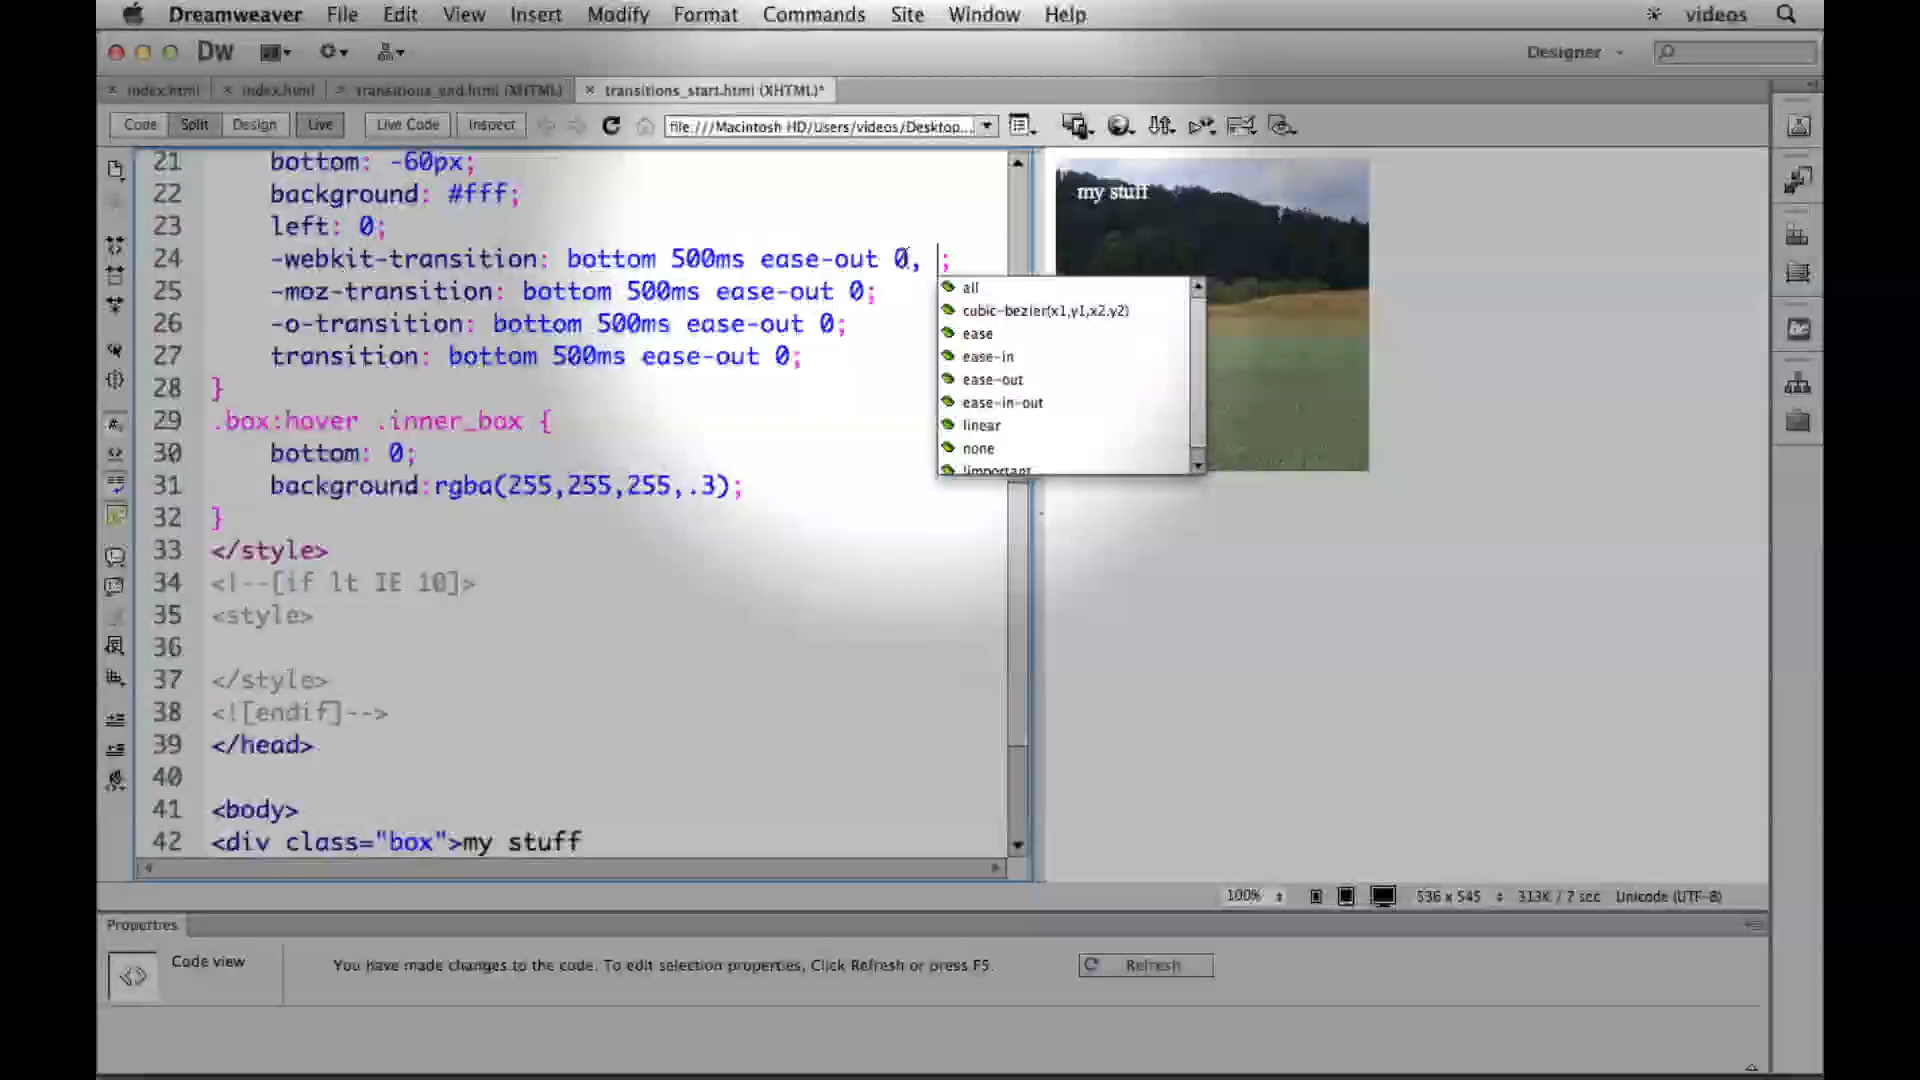 Dreamweaver File Edit View Insert Modify Format Commands Site Window Help videos
Dw Designer
index.html index.html transitions_end.html (XHTML) transitions_start.html (XHTML)*
Code Split Design Live Live Code Inspect file:///Macintosh HD/Users/videos/Desktop...
21 bottom: -60px;
22 background: #fff;
23 left: 0;
24 -webkit-transition: bottom 500ms ease-out 0, ;
25 -moz-transition: bottom 500ms ease-out 0;
26 -o-transition: bottom 500ms ease-out 0;
27 transition: bottom 500ms ease-out 0;
28 }
29 .box:hover .inner_box {
30 bottom: 0;
31 background:rgba(255,255,255,.3);
32 }
33 </style>
34 <!--[if lt IE 10]>
35 <style>
36
37 </style>
38 <![endif]-->
39 </head>
40
41 <body>
42 <div class="box">my stuff
all
cubic-bezier(x1,y1,x2,y2)
ease
ease-in
ease-out
ease-in-out
linear
none
!important
my stuff
100% 536 x 545 313K / 7 sec Unicode (UTF-8)
Properties
Code view You have made changes to the code. To edit selection properties, Click Refresh or press F5. Refresh